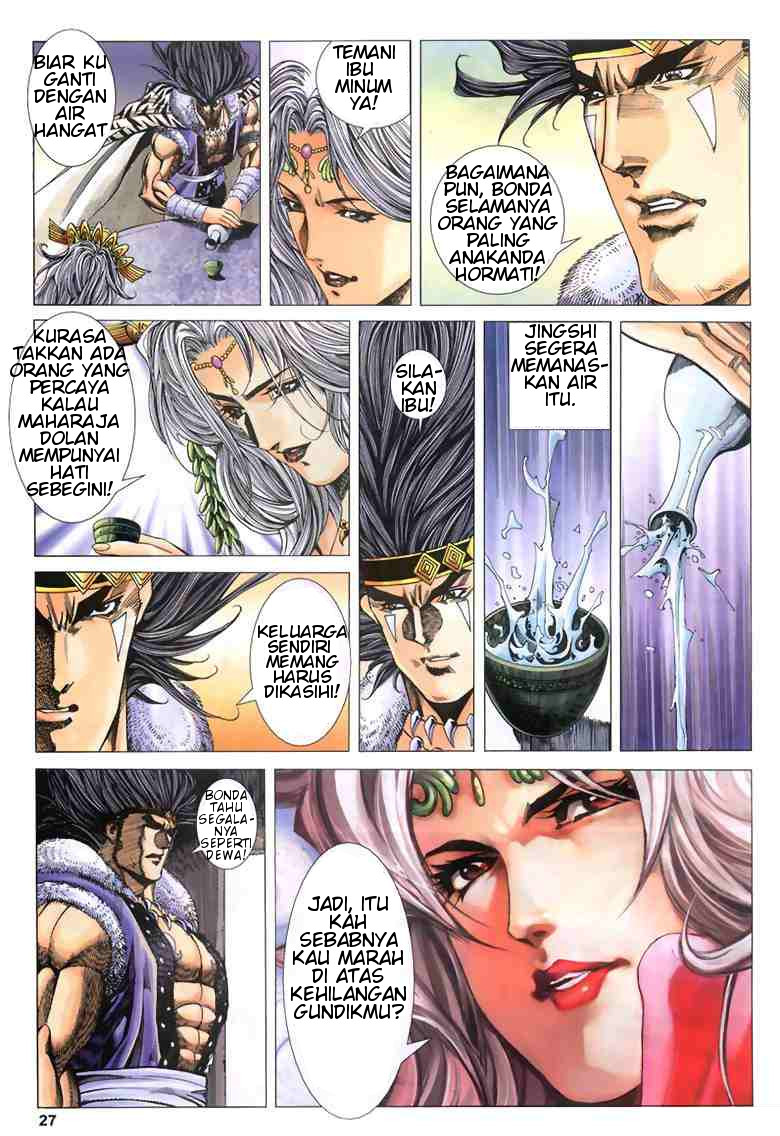 BIAR KU
GANTI
DENGAN
AIR
HANGAT
TEMANI
IBU
MINUM
YA!
BAGAIMANA
PUN, BONDA
SELAMANYA
ORANG YANG
PALING
ANAKANDA
HORMATI!
KURASA
TAKKAN ADA
ORANG YANG
PERCAYA
KALAU
MAHARAJA
DOLAN
MEMPUNYAI
HATI
SEBEGINI!
SILA-
KAN
IBU!
JINGSHI
SEGERA
MEMANAS-
KAN AIR
ITU.
KELUARGA
SENDIRI
MEMANG
HARUS
DIKASIHI!
BONDA
TAHU
SEGALA-
NYA
SEPERTI
DEWA!
JADI, ITU
KAH
SEBABNYA
KAU MARAH
DI ATAS
KEHILANGAN
GUNDIKMU?
27